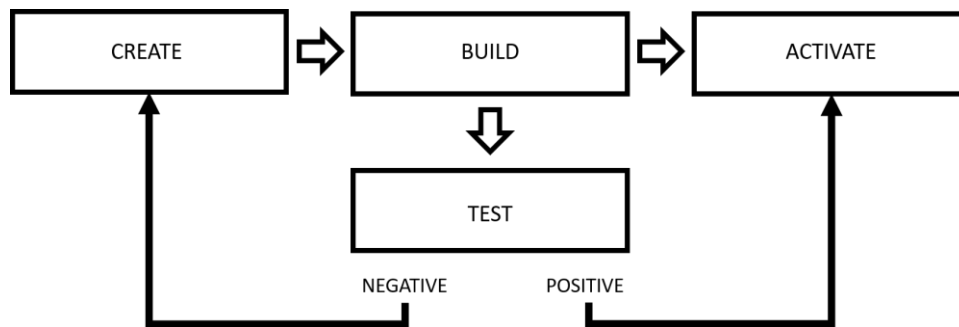 CREATE
BUILD
ACTIVATE
TEST
NEGATIVE
POSITIVE